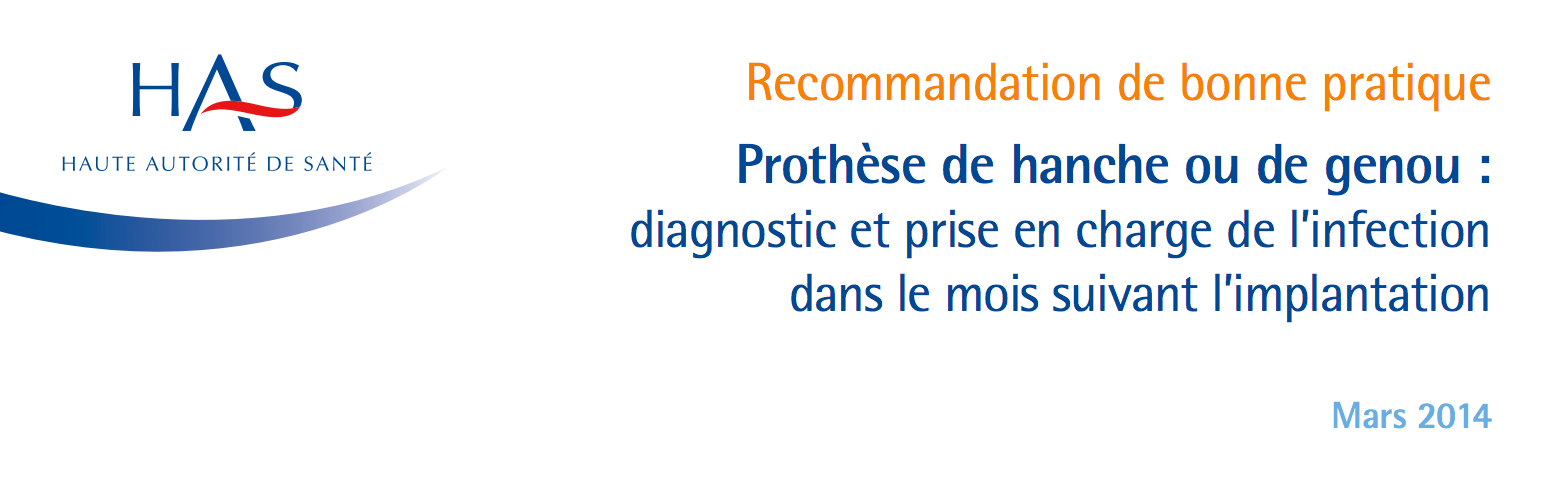 HAS
HAUTE AUTORITÉ DE SANTÉ
Recommandation de bonne pratique
Prothèse de hanche ou de genou :
diagnostic et prise en charge de l’infection
dans le mois suivant l’implantation
Mars 2014